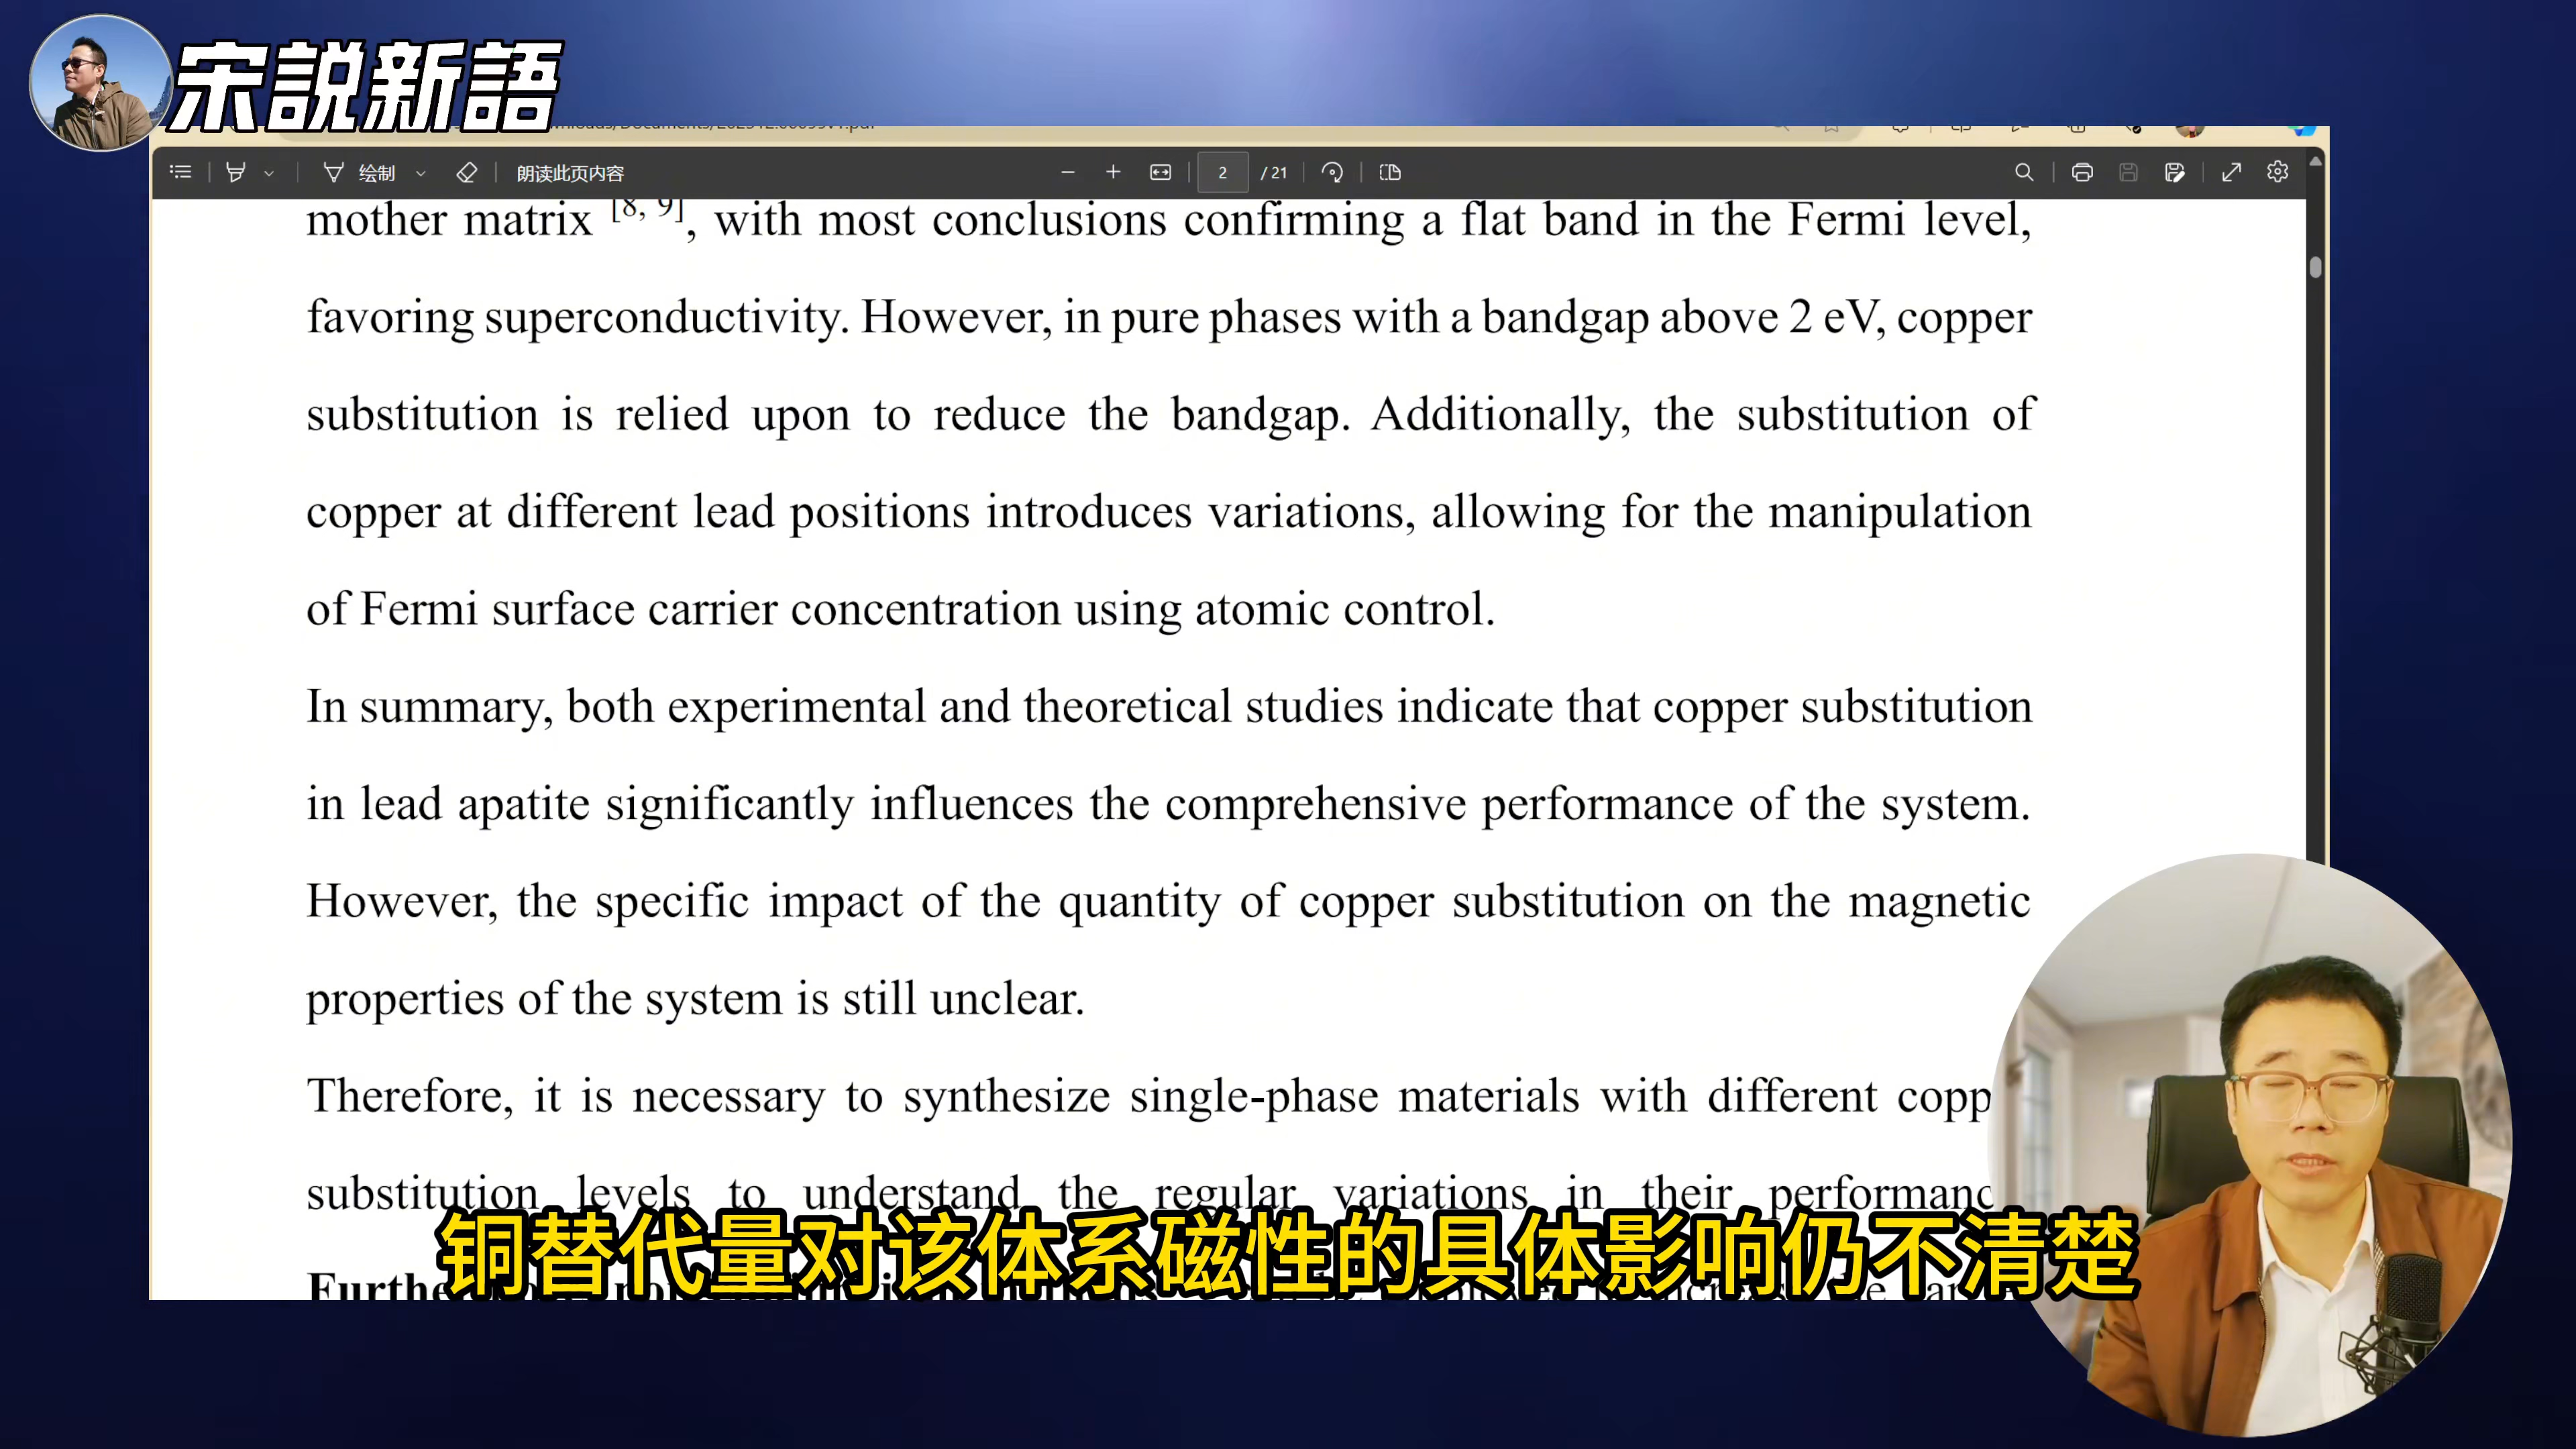 宋説新語
朗读此页内容
绘制
2 / 21
mother matrix [8, 9], with most conclusions confirming a flat band in the Fermi level,
favoring superconductivity. However, in pure phases with a bandgap above 2 eV, copper
substitution is relied upon to reduce the bandgap. Additionally, the substitution of
copper at different lead positions introduces variations, allowing for the manipulation
of Fermi surface carrier concentration using atomic control.
In summary, both experimental and theoretical studies indicate that copper substitution
in lead apatite significantly influences the comprehensive performance of the system.
However, the specific impact of the quantity of copper substitution on the magnetic
properties of the system is still unclear.
Therefore, it is necessary to synthesize single-phase materials with different copp
substitution levels to understand the regular variations in their performanc
铜替代量对该体系磁性的具体影响仍不清楚